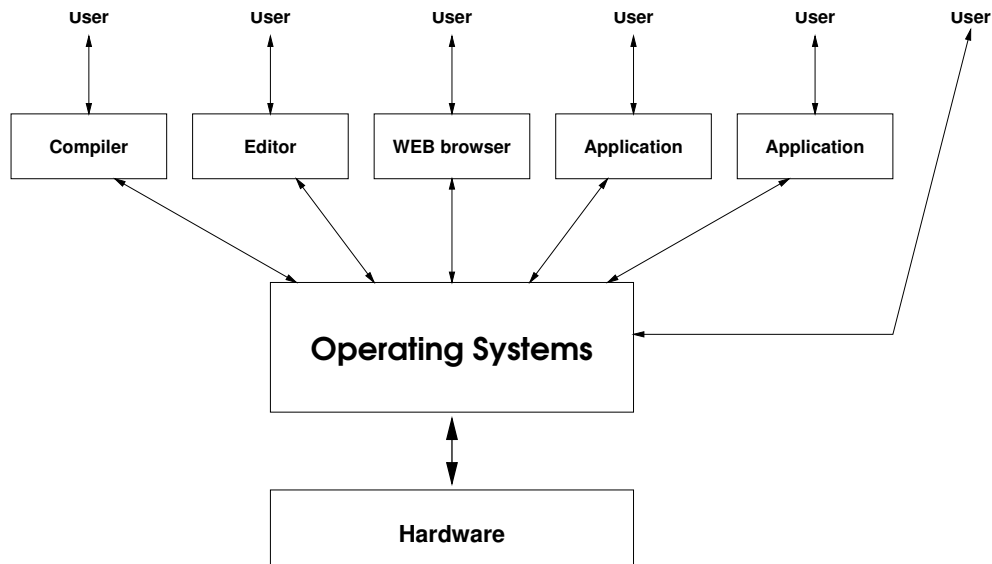 User
User
User
User
User
User
Compiler
Editor
WEB browser
Application
Application
Operating Systems
Hardware